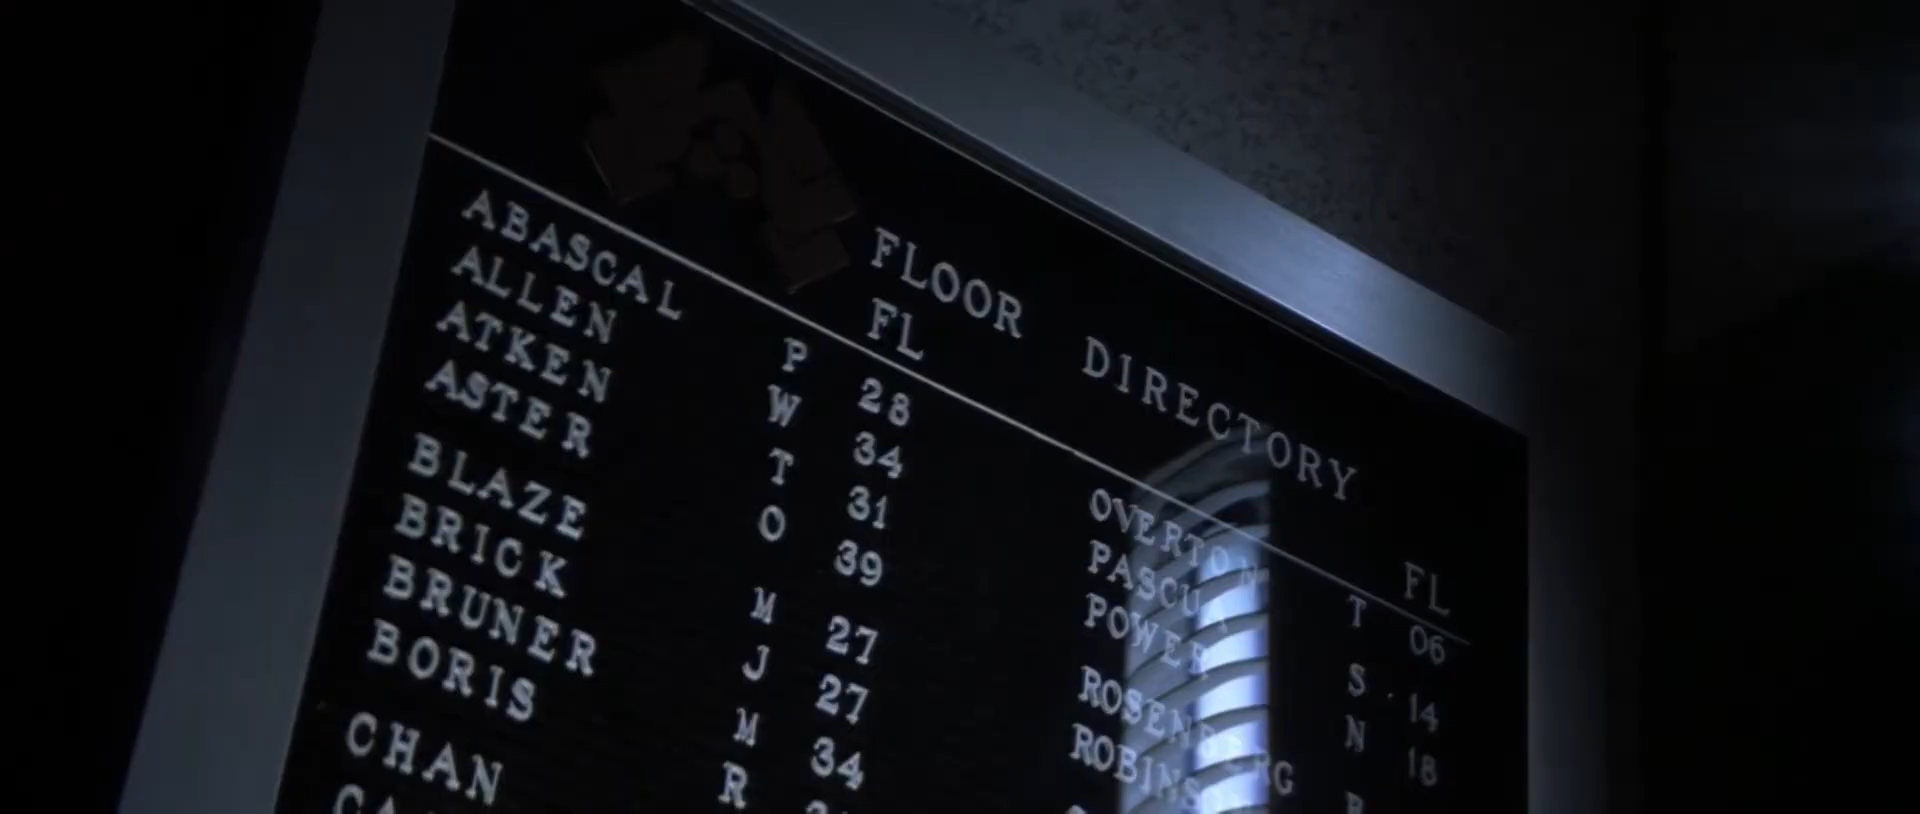 FLOOR DIRECTORY
FL
ABASCAL P 28
ALLEN W 34
ATKEN T 31
ASTER O 39
BLAZE M 27
BRICK J 27
BRUNER M 34
BORIS R
CHAN
FL
OVERTON T 06
S 14
POWER N 18
ROSENBERG